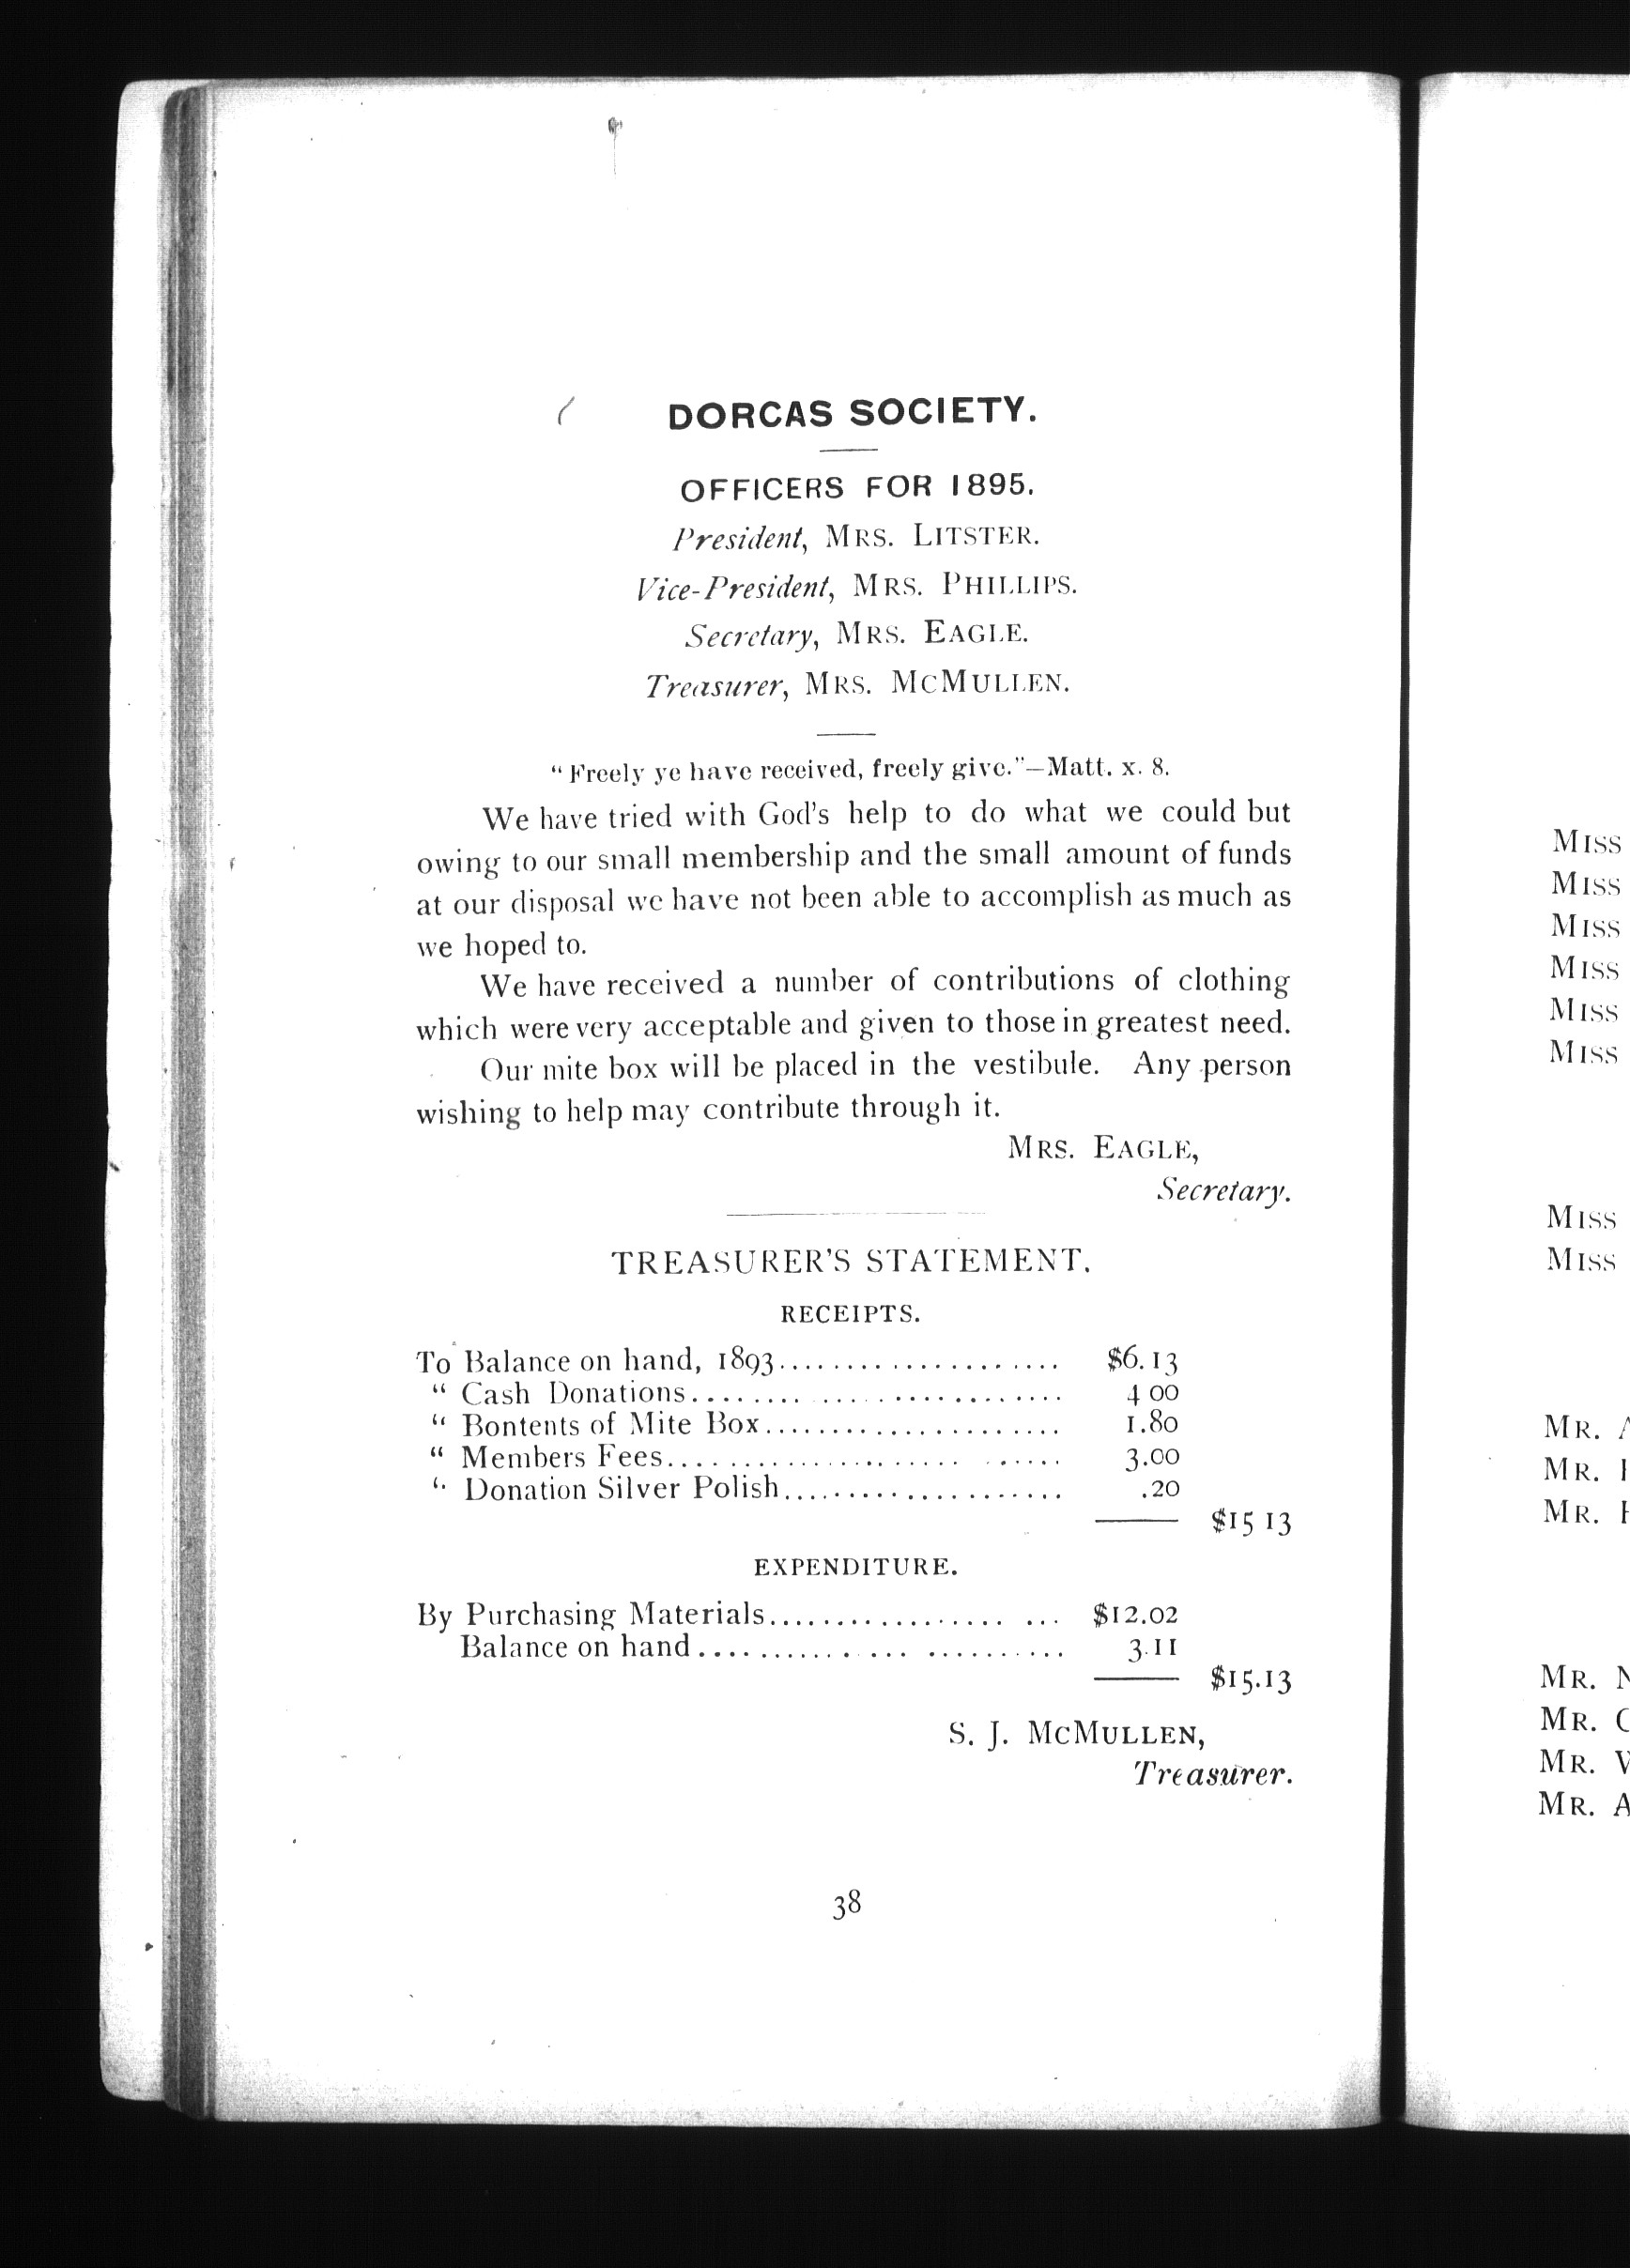 DORCAS SOCIETY.
OFFICERS FOR 1895.
President, MRS. LITSTER.
Vice-President, MRS. PHILLIPS.
Secretary, MRS. EAGLE.
Treasurer, MRS. MCMULLEN.
“Freely ye have received, freely give.”—Matt. x. 8.
We have tried with God's help to do what we could but
owing to our small membership and the small amount of funds
at our disposal we have not been able to accomplish as much as
we hoped to.
We have received a number of contributions of clothing
which were very acceptable and given to those in greatest need.
Our mite box will be placed in the vestibule. Any person
wishing to help may contribute through it.
MRS. EAGLE,
Secretary.
TREASURER'S STATEMENT.
RECEIPTS.
To Balance on hand, 1893.................... $6.13
“ Cash Donations........................... 4 00
“ Bontents of Mite Box...................... 1.80
“ Members Fees........................... 3.00
“ Donation Silver Polish..................... .20
$15 13
EXPENDITURE.
By Purchasing Materials................. ... $12.02
Balance on hand.......................... 3.11
$15.13
S. J. MCMULLEN,
Treasurer.
38
MISS
MISS
MISS
MISS
MISS
MISS
MISS
MISS
MR.
MR.
MR.
MR.
MR.
MR.
MR.